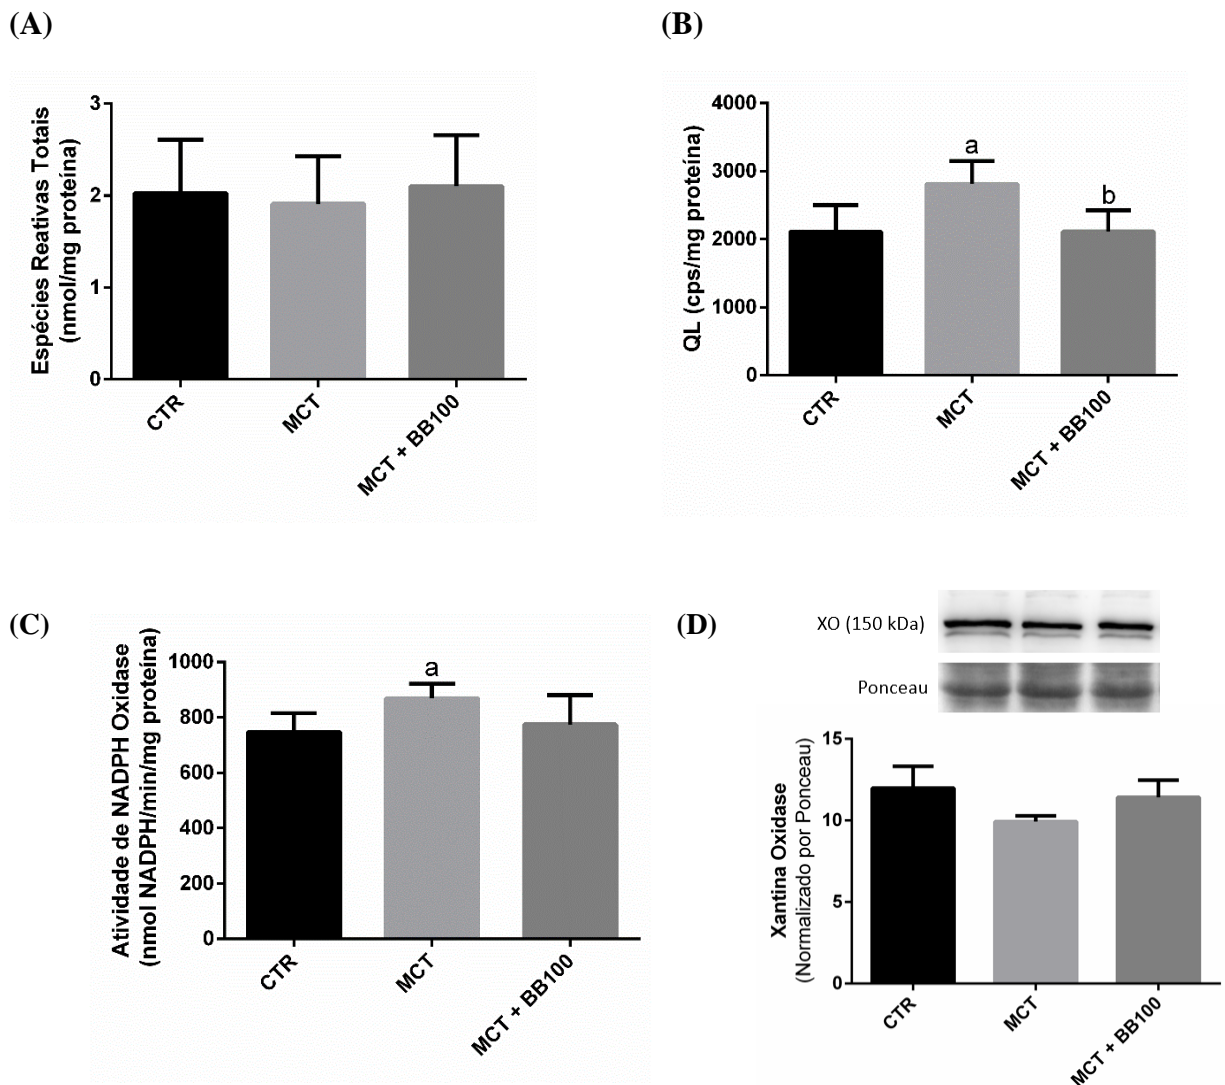 (A)
Espécies Reativas Totais
(nmol/mg proteína)
3
2
1
0
CTR
MCT
MCT + BB100
(B)
QL (cps/mg proteína)
4000
3000
2000
1000
0
a
b
CTR
MCT
MCT + BB100
(C)
Atividade de NADPH Oxidase
(nmol NADPH/min/mg proteína)
1000
800
600
400
200
0
a
CTR
MCT
MCT + BB100
(D)
XO (150 kDa)
Ponceau
Xantina Oxidase
(Normalizado por Ponceau)
15
10
5
0
CTR
MCT
MCT + BB100